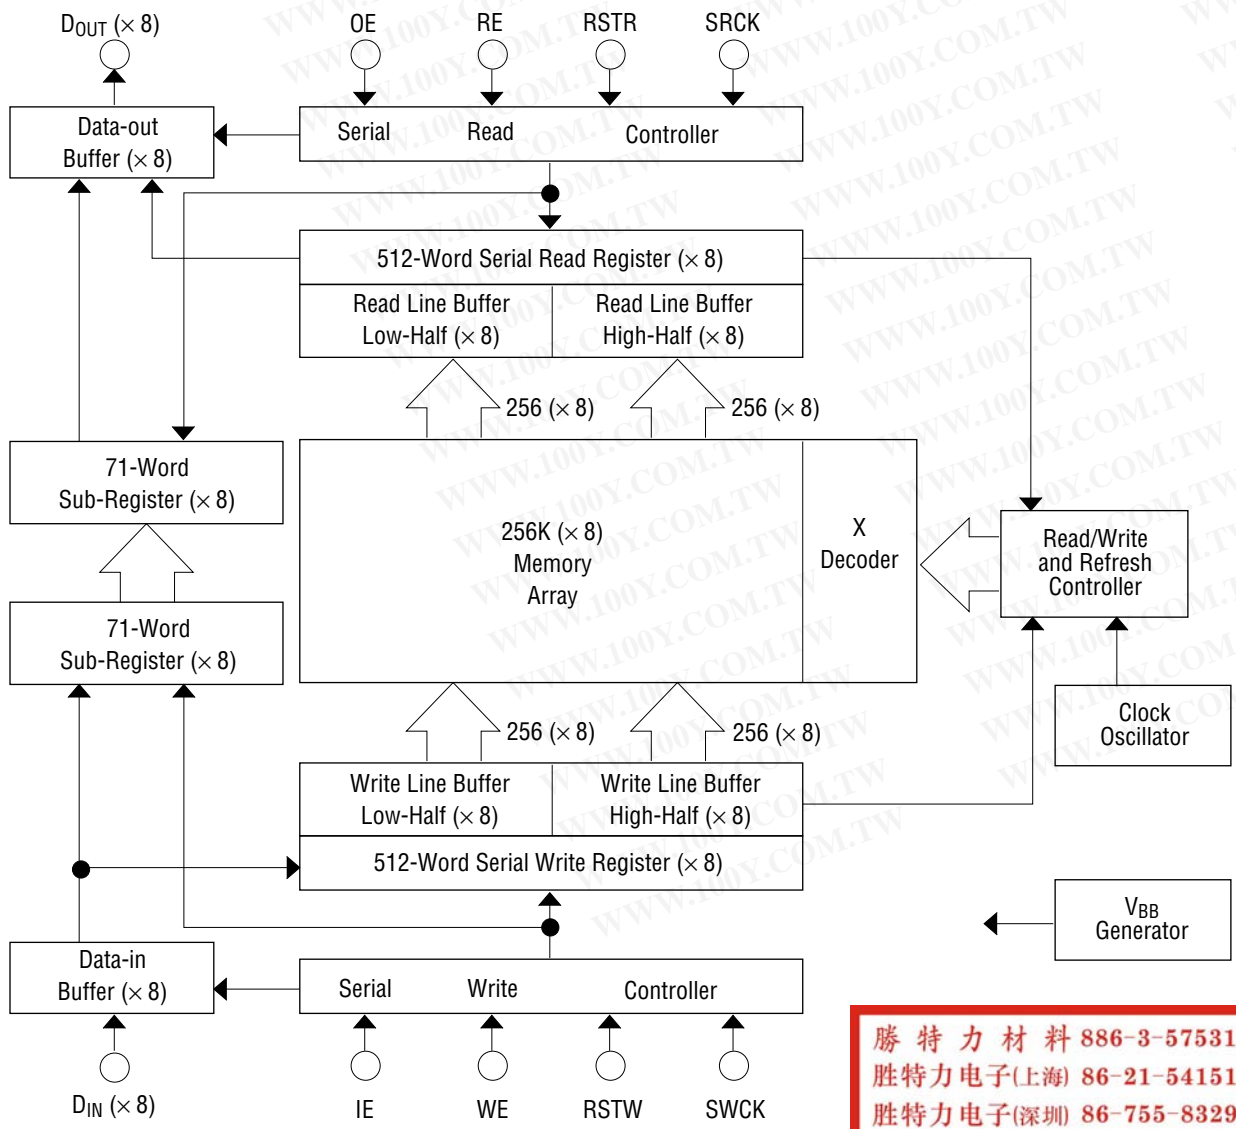 DOUT (× 8)
OE
RE
RSTR
SRCK
Data-out
Buffer (× 8)
Serial Read Controller
512-Word Serial Read Register (× 8)
Read Line Buffer
Low-Half (× 8)
Read Line Buffer
High-Half (× 8)
256 (× 8)
256 (× 8)
71-Word
Sub-Register (× 8)
256K (× 8)
Memory
Array
X
Decoder
Read/Write
and Refresh
Controller
71-Word
Sub-Register (× 8)
256 (× 8)
256 (× 8)
Clock
Oscillator
Write Line Buffer
Low-Half (× 8)
Write Line Buffer
High-Half (× 8)
512-Word Serial Write Register (× 8)
VBB
Generator
Data-in
Buffer (× 8)
Serial Write Controller
DIN (× 8)
IE
WE
RSTW
SWCK
勝特力材料 886-3-57531
胜特力电子(上海) 86-21-54151
胜特力电子(深圳) 86-755-8329
WWW.100Y.COM.TW